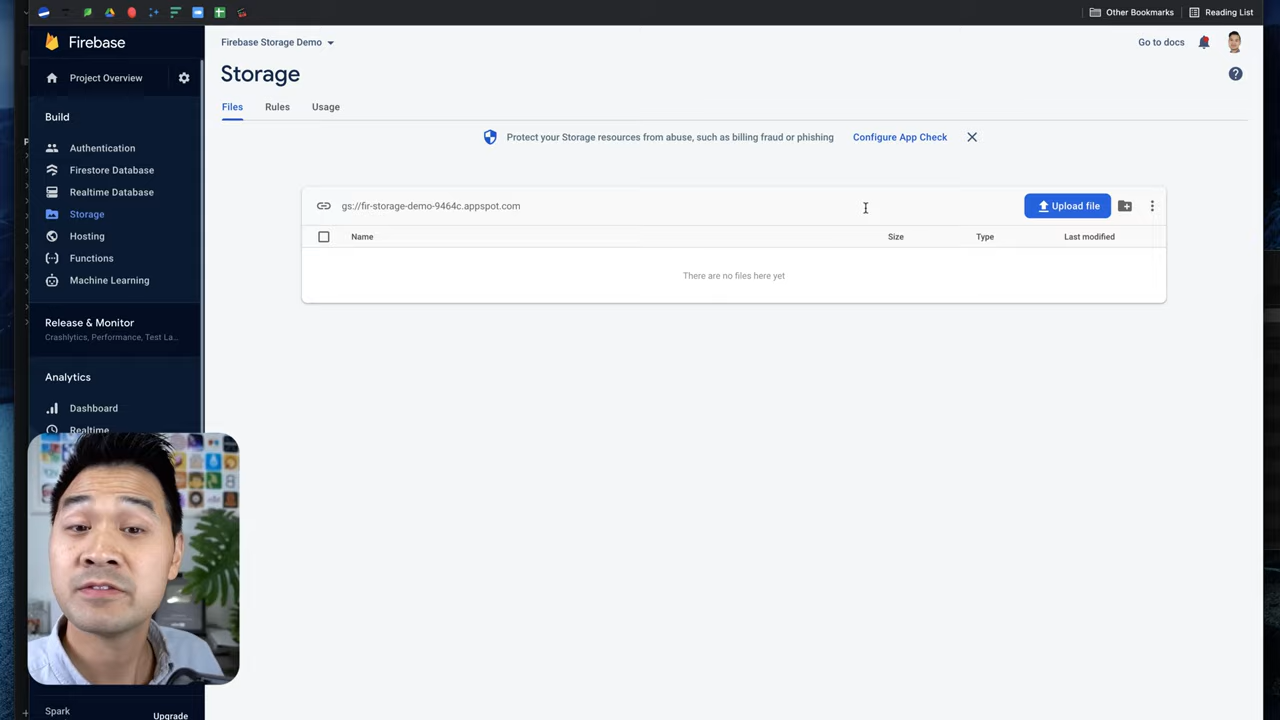 Other Bookmarks
Reading List
Firebase
Firebase Storage Demo
Go to docs
Project Overview
Storage
Build
Files
Rules
Usage
Protect your Storage resources from abuse, such as billing fraud or phishing
Configure App Check
Authentication
Firestore Database
Realtime Database
Storage
Hosting
Functions
Machine Learning
gs://fir-storage-demo-9464c.appspot.com
Upload file
Name
Size
Type
Last modified
There are no files here yet
Release & Monitor
Crashlytics, Performance, Test La...
Analytics
Dashboard
Realtime
Spark
Upgrade